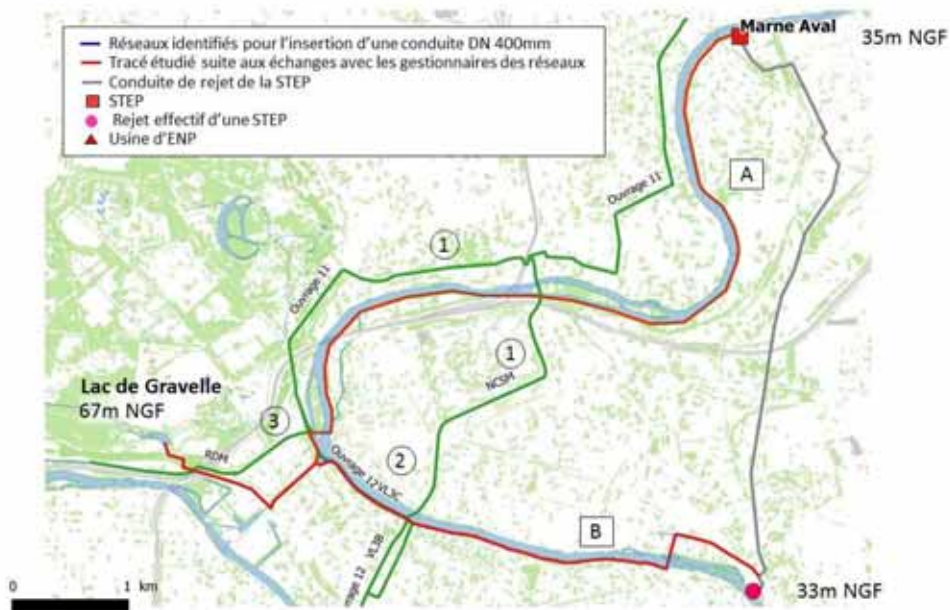 Marne Aval
35m NGF
Réseaux identifiés pour l'insertion d'une conduite DN 400mm
Tracé étudié suite aux échanges avec les gestionnaires des réseaux
Conduite de rejet de la STEP
STEP
Rejet effectif d'une STEP
Usine d'ENP
Ouvrage 11
A
1
Ouvrage 11
1
NCSM
Lac de Gravelle
67m NGF
3
RDM
2
Ouvrage 12 VL3C
B
VL3B
vrage 12
0 1 km
33m NGF